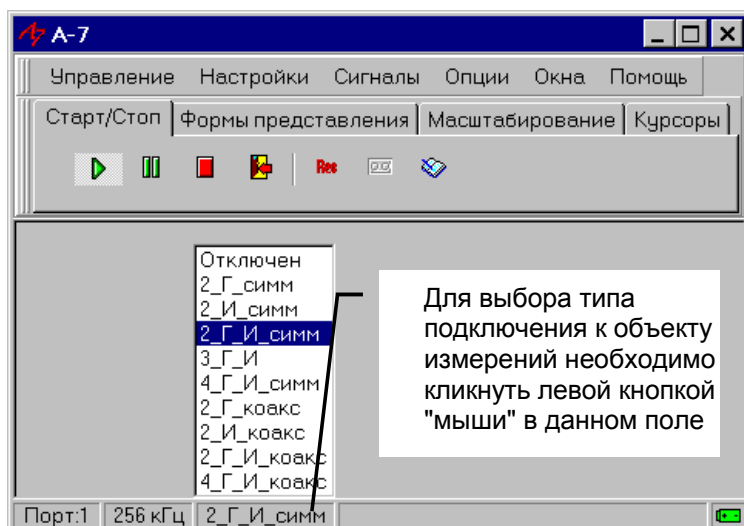 A-7
Управление Настройки Сигналы Опции Окна Помощь
Старт/Стоп Формы представления Масштабирование Курсоры
Rec
Отключен
2_Г_симм
2_И_симм
2_Г_И_симм
3_Г_И
4_Г_И_симм
2_Г_коакс
2_И_коакс
2_Г_И_коакс
4_Г_И_коакс
Для выбора типа
подключения к объекту
измерений необходимо
кликнуть левой кнопкой
"мыши" в данном поле
Порт:1 256 кГц 2_Г_И_симм